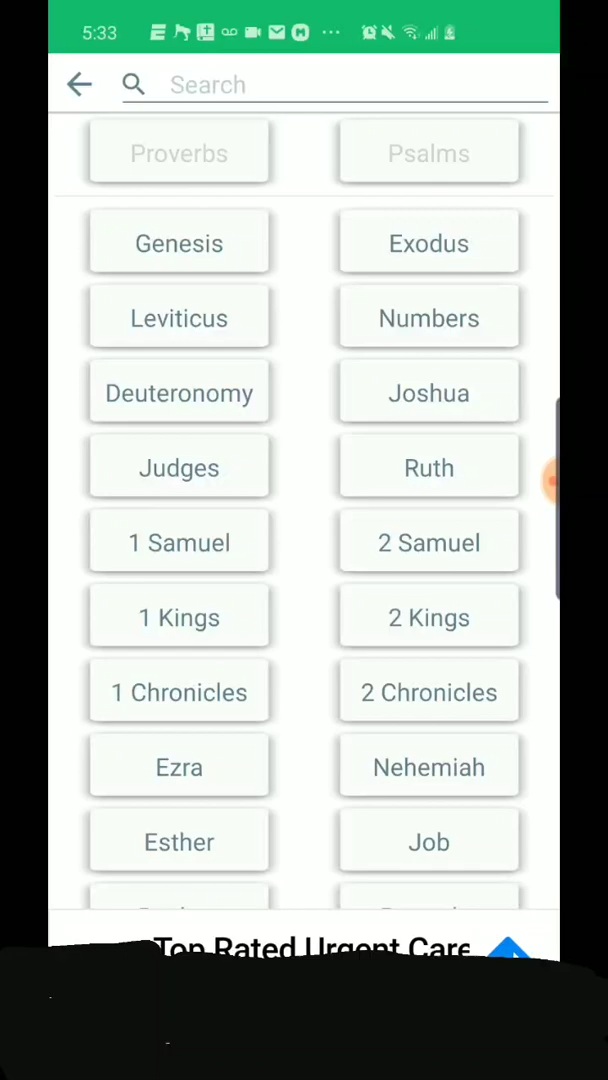 5:33
Search
Proverbs Psalms
Genesis Exodus
Leviticus Numbers
Deuteronomy Joshua
Judges Ruth
1 Samuel 2 Samuel
1 Kings 2 Kings
1 Chronicles 2 Chronicles
Ezra Nehemiah
Esther Job
Top Rated Urgent Care